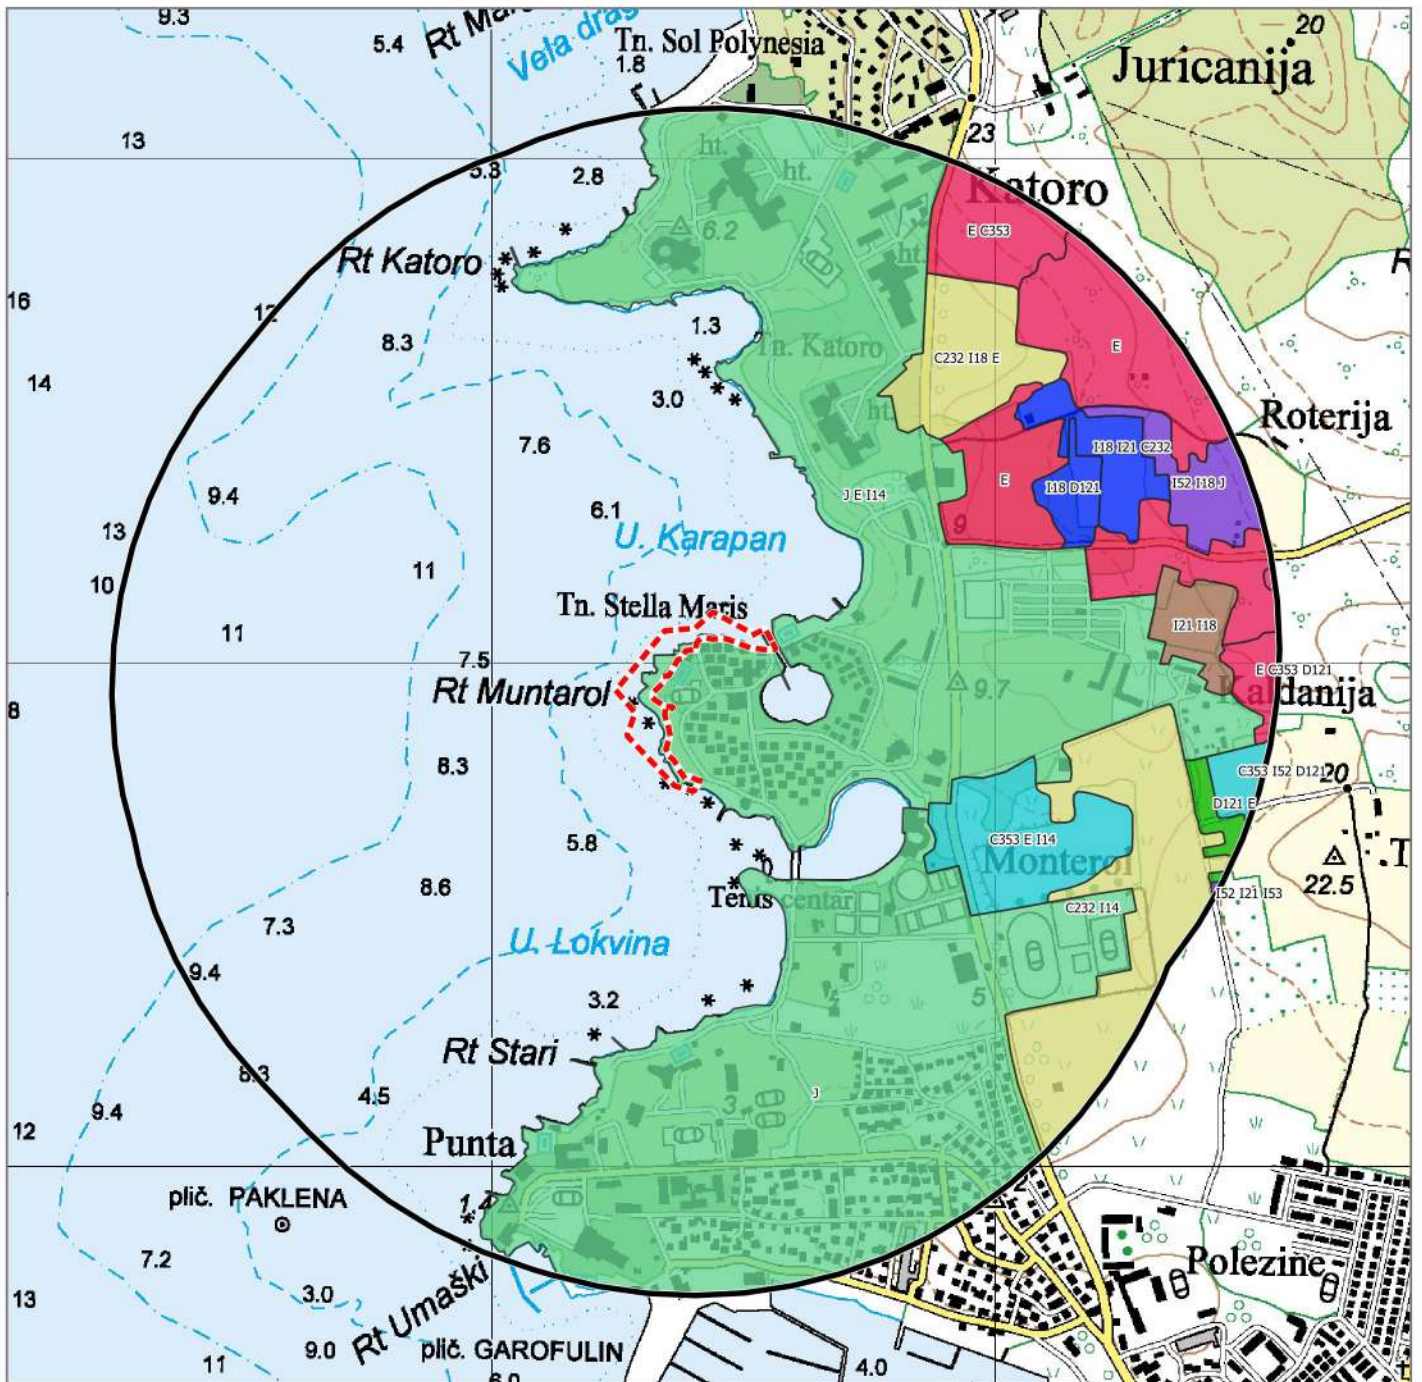 9.3
5.4
Vela drag
Tn. Sol Polynesia
1.8
20
Juricanija
13
23
ht.
ht.
5.3
2.8
Katoro
6.2
E C353
Rt Katoro
ht.
16
12
1.3
8.3
Tn. Katoro
E
C232 I18 E
14
3.0
ht.
Roterija
7.6
I18 I21 C232
E
I18 D121
I52 I18 J
9.4
J E I14
6.1
13
9
U. Karapan
11
10
Tn. Stella Maris
I21 I18
11
7.5
E C353 D121
Rt Muntarol
9.7
Kaldanija
8
8.3
C353 I52 D121
20
D121 E
5.8
C353 E I14
Monterol
T
8.6
22.5
I52 I21 I53
Tenis centar
C232 I14
7.3
U. Lokvina
9.4
3.2
5
Rt Stari
8.3
4.5
J
9.4
3
12
Punta
plič. PAKLENA
7.2
Polezine
3.0
13
Rt Umaški
9.0
plič. GAROFULIN
11
4.0
6.0